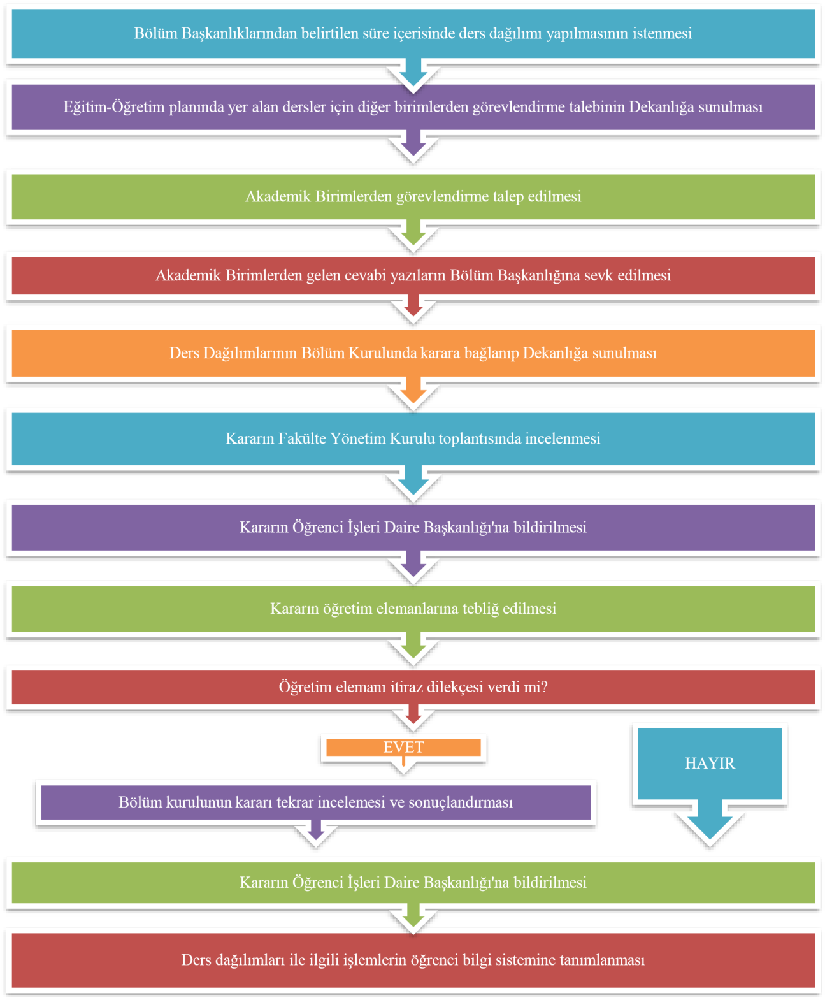 Bölüm Başkanlıklarından belirtilen süre içerisinde ders dağılımı yapılmasının istenmesi
Eğitim-Öğretim planında yer alan dersler için diğer birimlerden görevlendirme talebinin Dekanlığa sunulması
Akademik Birimlerden görevlendirme talep edilmesi
Akademik Birimlerden gelen cevabi yazıların Bölüm Başkanlığına sevk edilmesi
Ders Dağılımlarının Bölüm Kurulunda karara bağlanıp Dekanlığa sunulması
Kararın Fakülte Yönetim Kurulu toplantısında incelenmesi
Kararın Öğrenci İşleri Daire Başkanlığı'na bildirilmesi
Kararın öğretim elemanlarına tebliğ edilmesi
Öğretim elemanı itiraz dilekçesi verdi mi?
EVET
HAYIR
Bölüm kurulunun kararı tekrar incelemesi ve sonuçlandırması
Kararın Öğrenci İşleri Daire Başkanlığı'na bildirilmesi
Ders dağılımları ile ilgili işlemlerin öğrenci bilgi sistemine tanımlanması